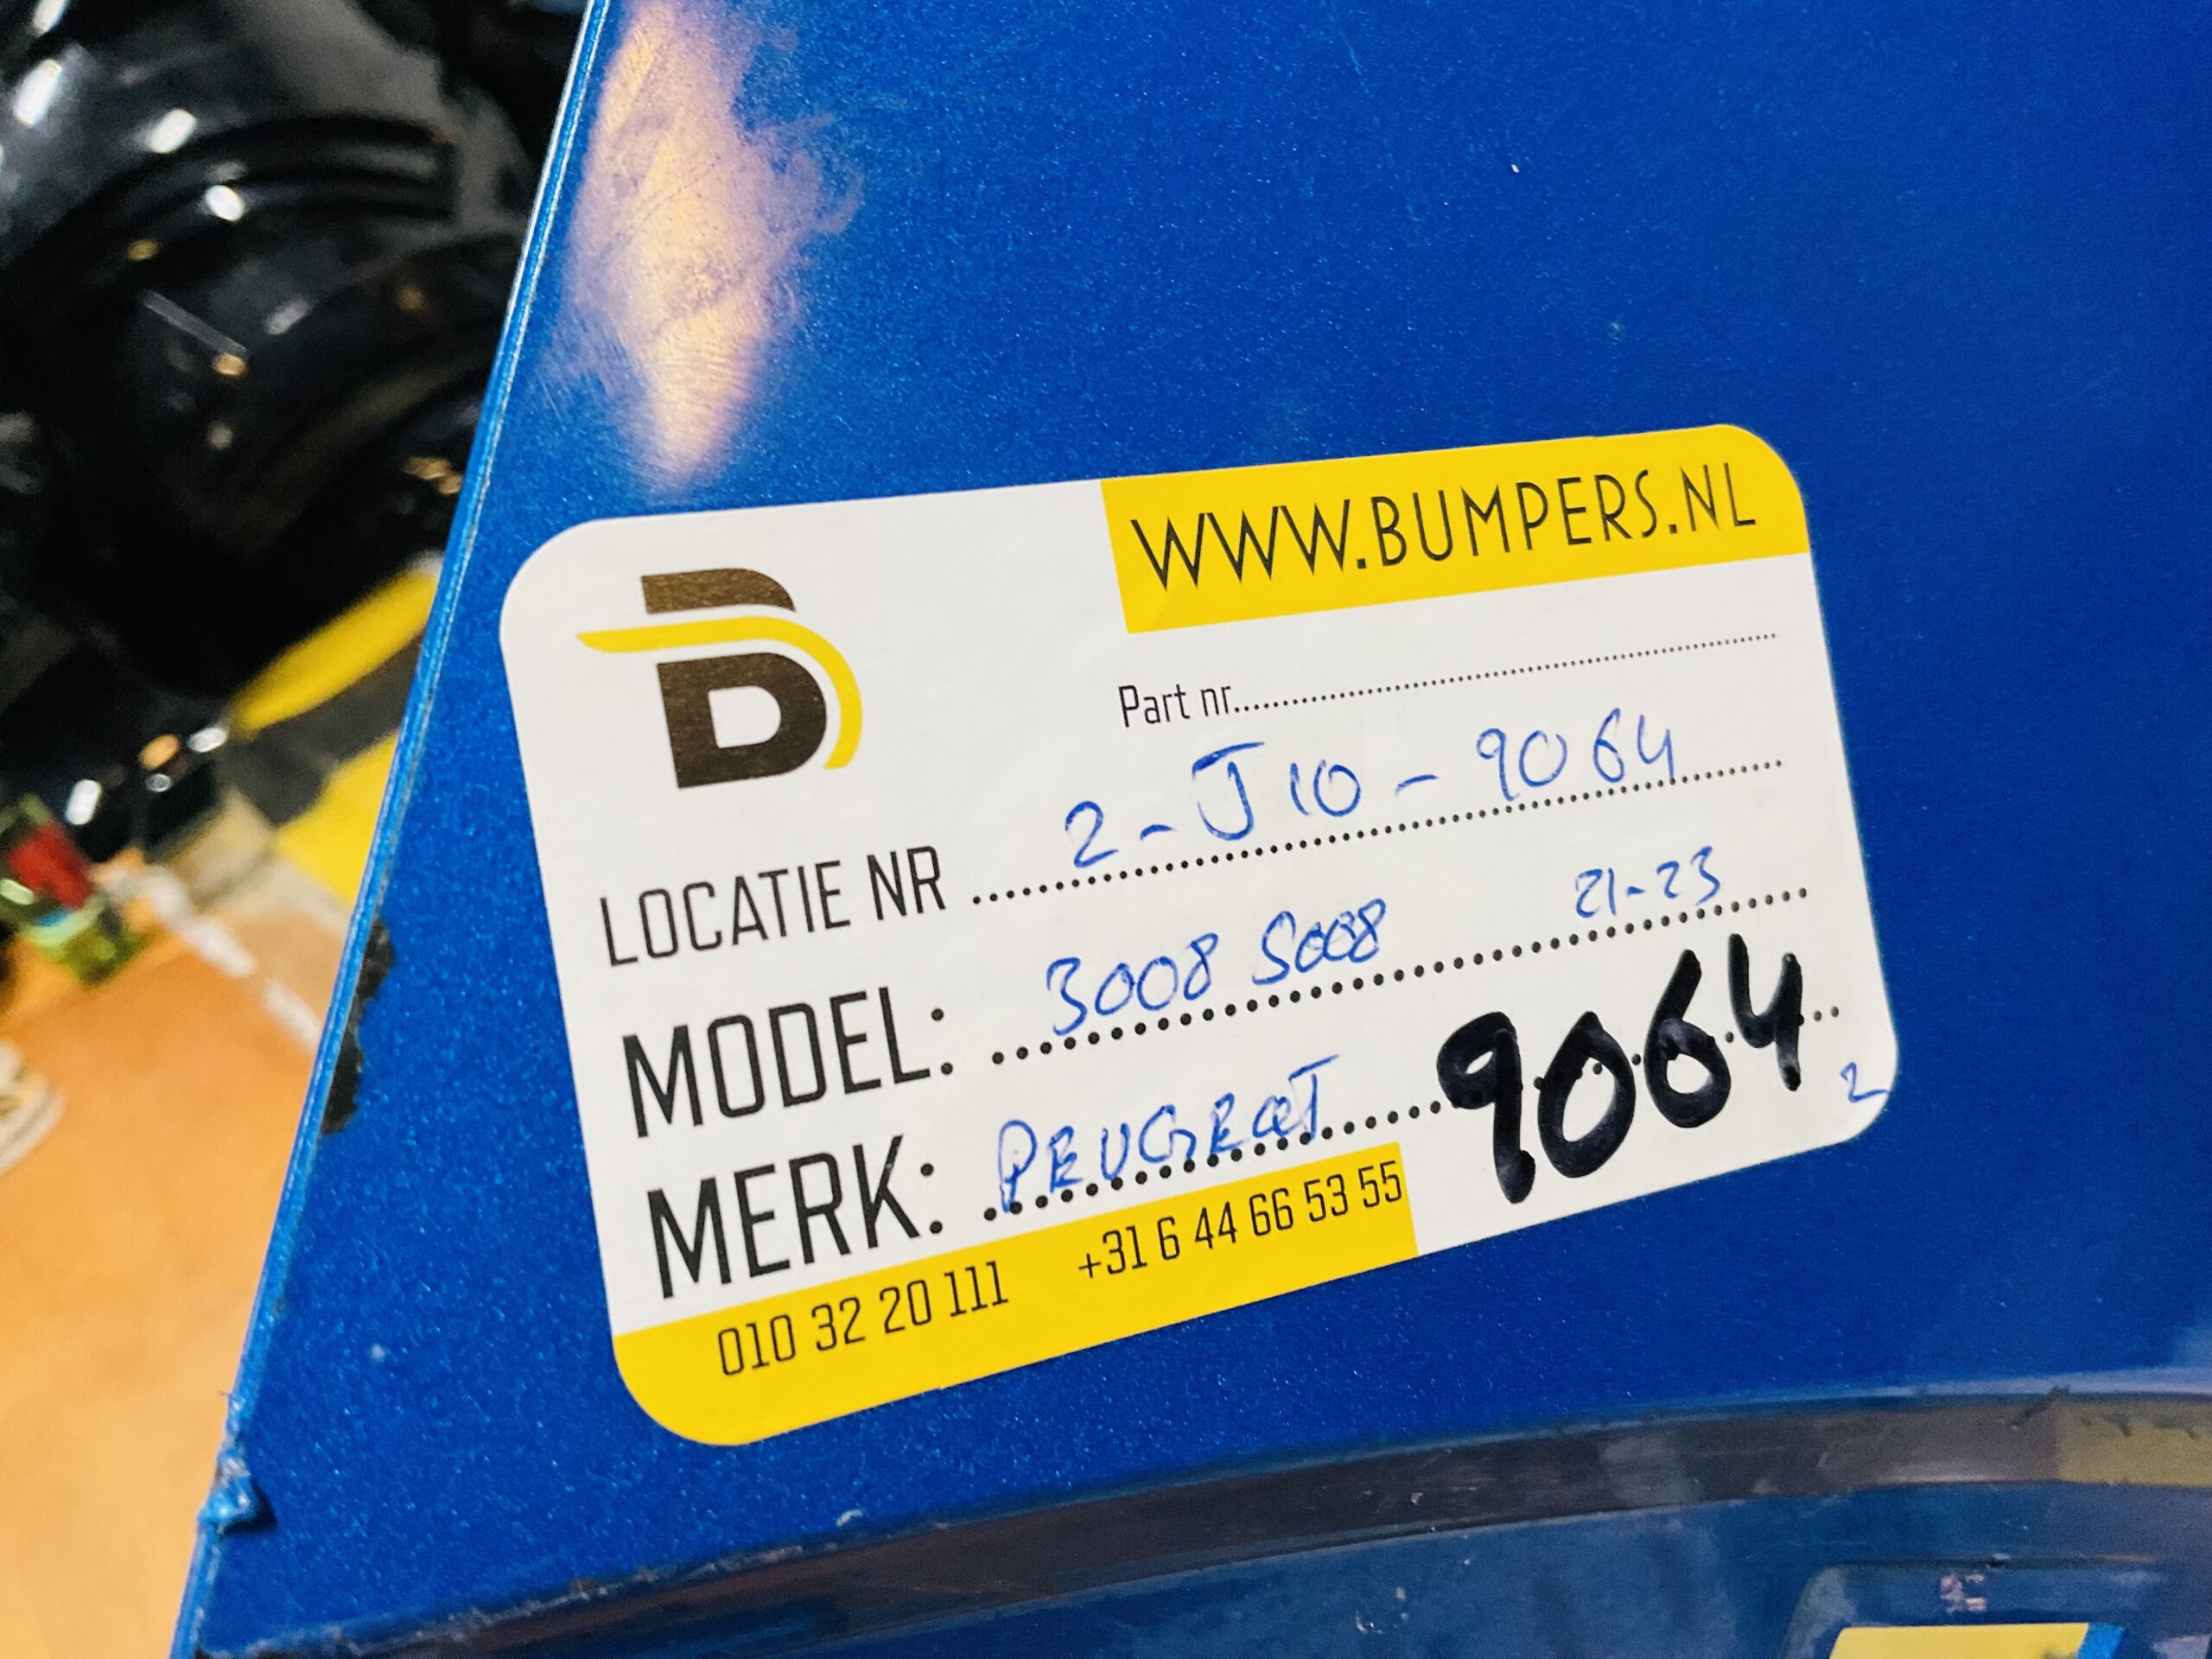 WWW.BUMPERS.NL
B
Part nr...............................
LOCATIE NR 2-J10-9064
MODEL: 3008 5008 21-23
MERK: PEUGEOT 9064
2
010 32 20 111 +31 6 44 66 53 55